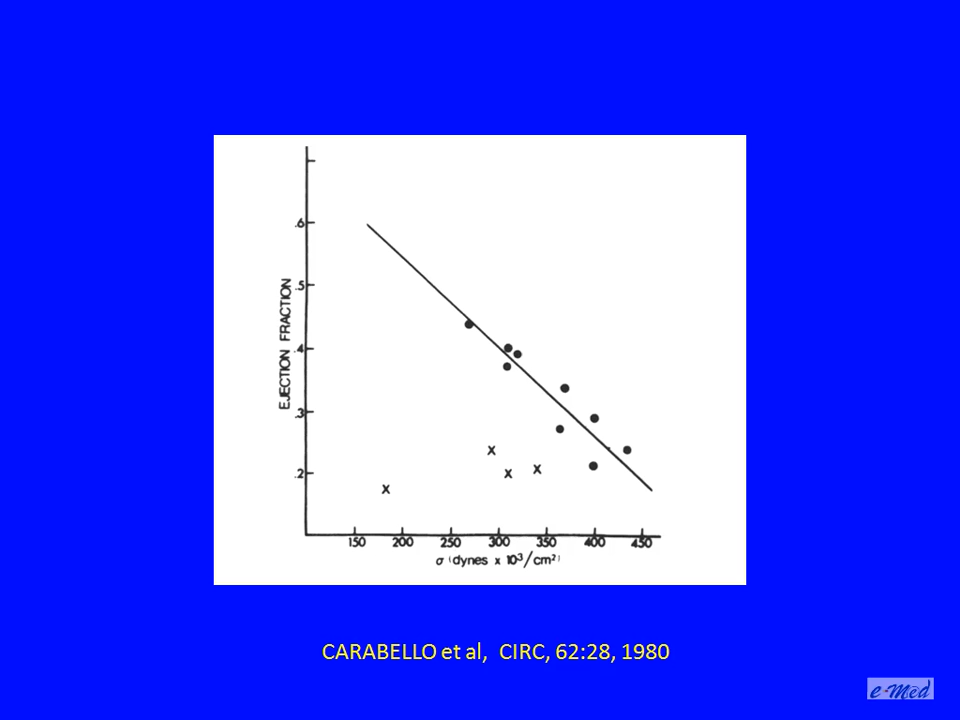 .6
.5
.4
.3
.2
EJECTION FRACTION
150 200 250 300 350 400 450
σ (dynes x 10³/cm²)
x
x
x
x
CARABELLO et al, CIRC, 62:28, 1980
e-Med